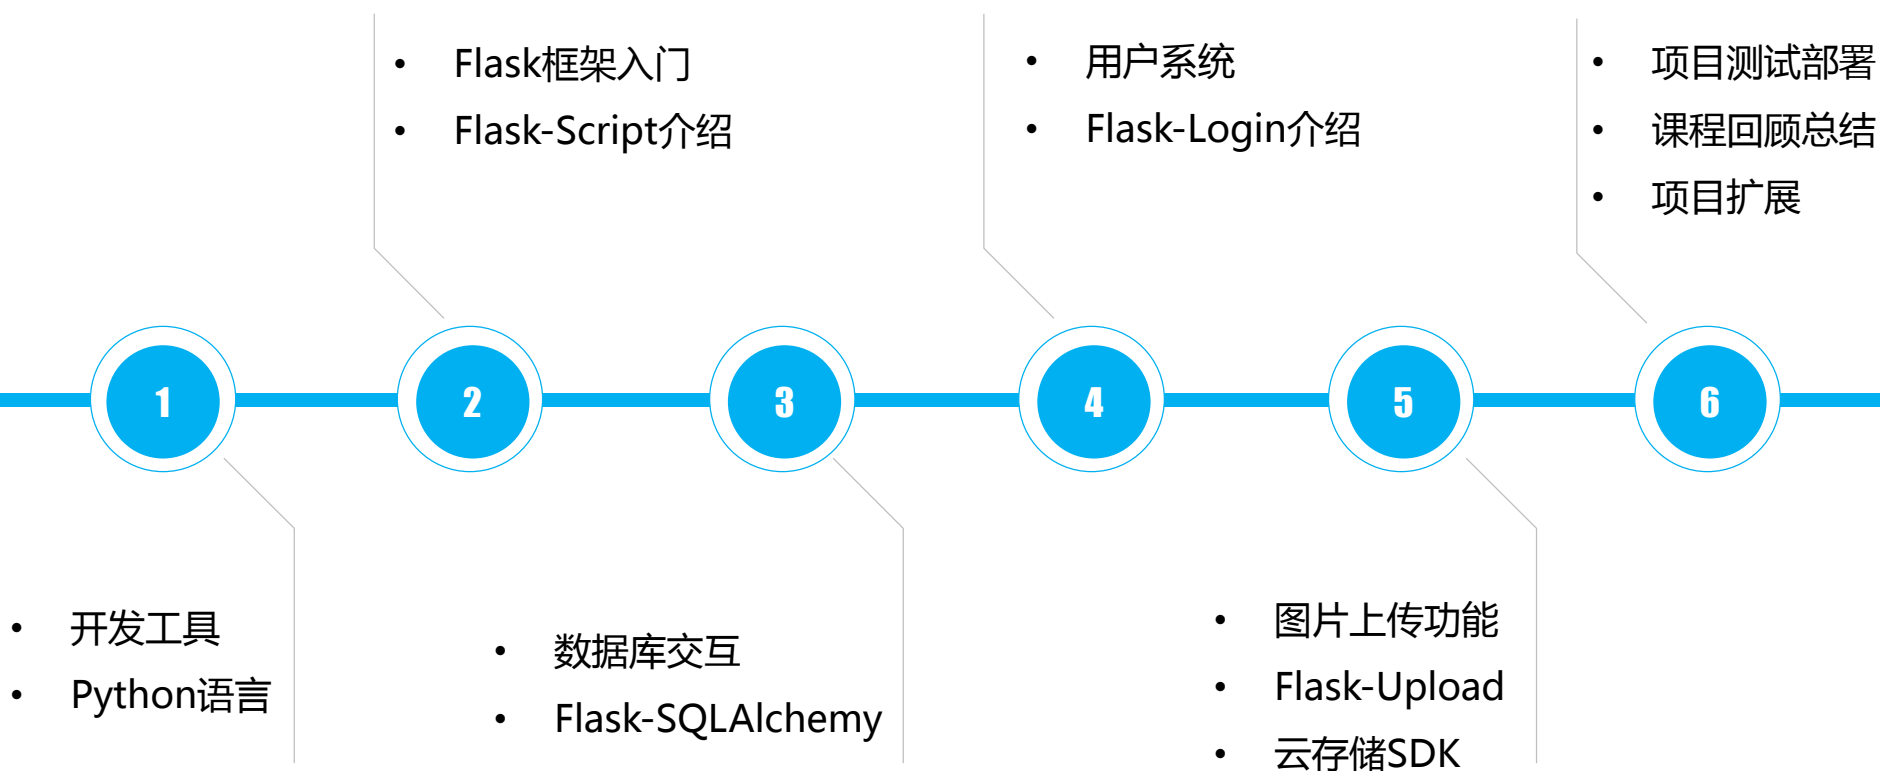 Flask框架入门
Flask-Script介绍
用户系统
Flask-Login介绍
项目测试部署
课程回顾总结
项目扩展
1
2
3
4
5
6
开发工具
Python语言
数据库交互
Flask-SQLAlchemy
图片上传功能
Flask-Upload
云存储SDK